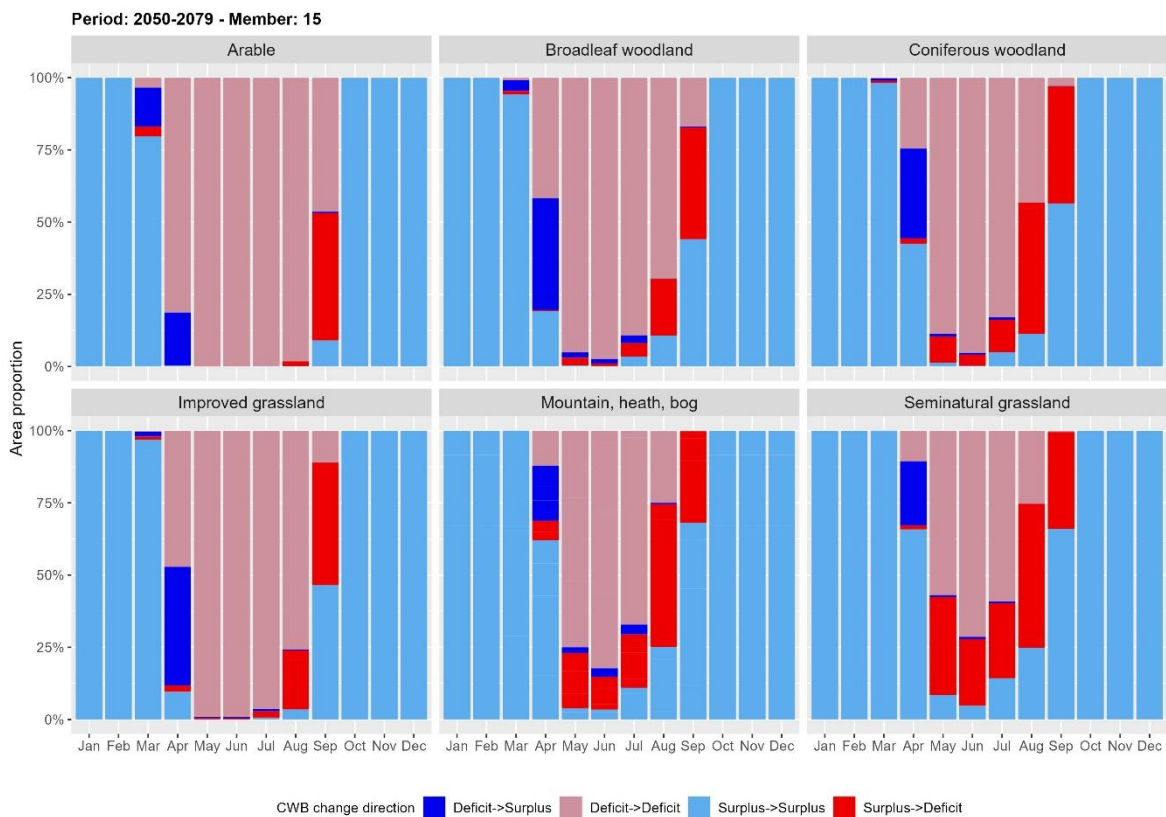 Period: 2050-2079 - Member: 15
Arable
Broadleaf woodland
Coniferous woodland
100%
75%
50%
25%
0%
Improved grassland
Mountain, heath, bog
Seminatural grassland
100%
75%
50%
25%
0%
Area proportion
Jan Feb Mar Apr May Jun Jul Aug Sep Oct Nov Dec
Jan Feb Mar Apr May Jun Jul Aug Sep Oct Nov Dec
Jan Feb Mar Apr May Jun Jul Aug Sep Oct Nov Dec
CWB change direction Deficit->Surplus Deficit->Deficit Surplus->Surplus Surplus->Deficit